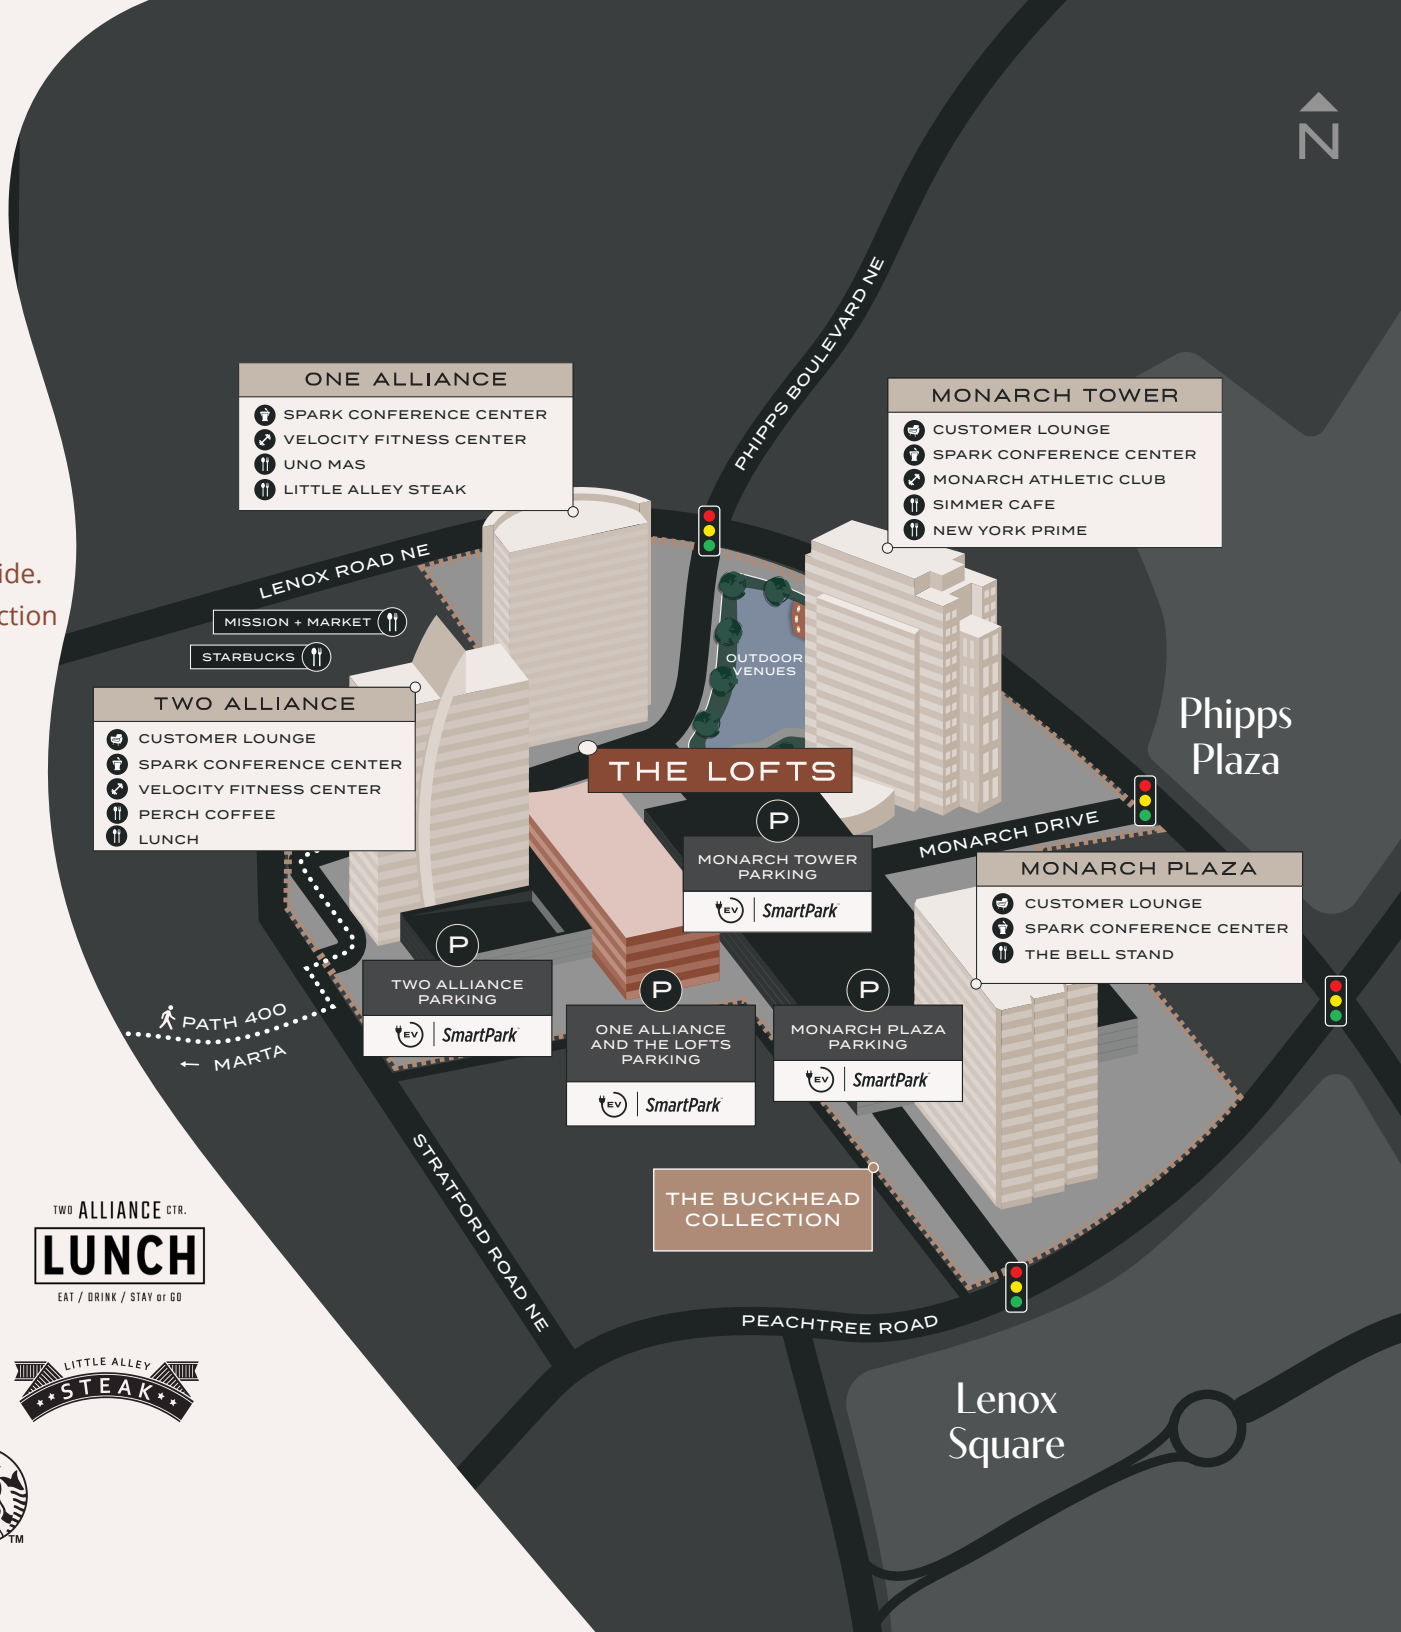 N
PHIPPS BOULEVARD NE
ONE ALLIANCE
SPARK CONFERENCE CENTER
VELOCITY FITNESS CENTER
UNO MAS
LITTLE ALLEY STEAK
MONARCH TOWER
CUSTOMER LOUNGE
SPARK CONFERENCE CENTER
MONARCH ATHLETIC CLUB
SIMMER CAFE
NEW YORK PRIME
LENOX ROAD NE
ide.
ction
MISSION + MARKET
STARBUCKS
OUTDOOR
VENUES
TWO ALLIANCE
CUSTOMER LOUNGE
SPARK CONFERENCE CENTER
VELOCITY FITNESS CENTER
PERCH COFFEE
LUNCH
Phipps
Plaza
THE LOFTS
P
MONARCH TOWER
PARKING
EV SmartPark
MONARCH DRIVE
MONARCH PLAZA
CUSTOMER LOUNGE
SPARK CONFERENCE CENTER
THE BELL STAND
P
TWO ALLIANCE
PARKING
EV SmartPark
P
ONE ALLIANCE
AND THE LOFTS
PARKING
EV SmartPark
P
MONARCH PLAZA
PARKING
EV SmartPark
PATH 400
← MARTA
STRATFORD ROAD NE
THE BUCKHEAD
COLLECTION
PEACHTREE ROAD
Lenox
Square
TWO ALLIANCE CTR.
LUNCH
EAT / DRINK / STAY or GO
LITTLE ALLEY
STEAK
TM